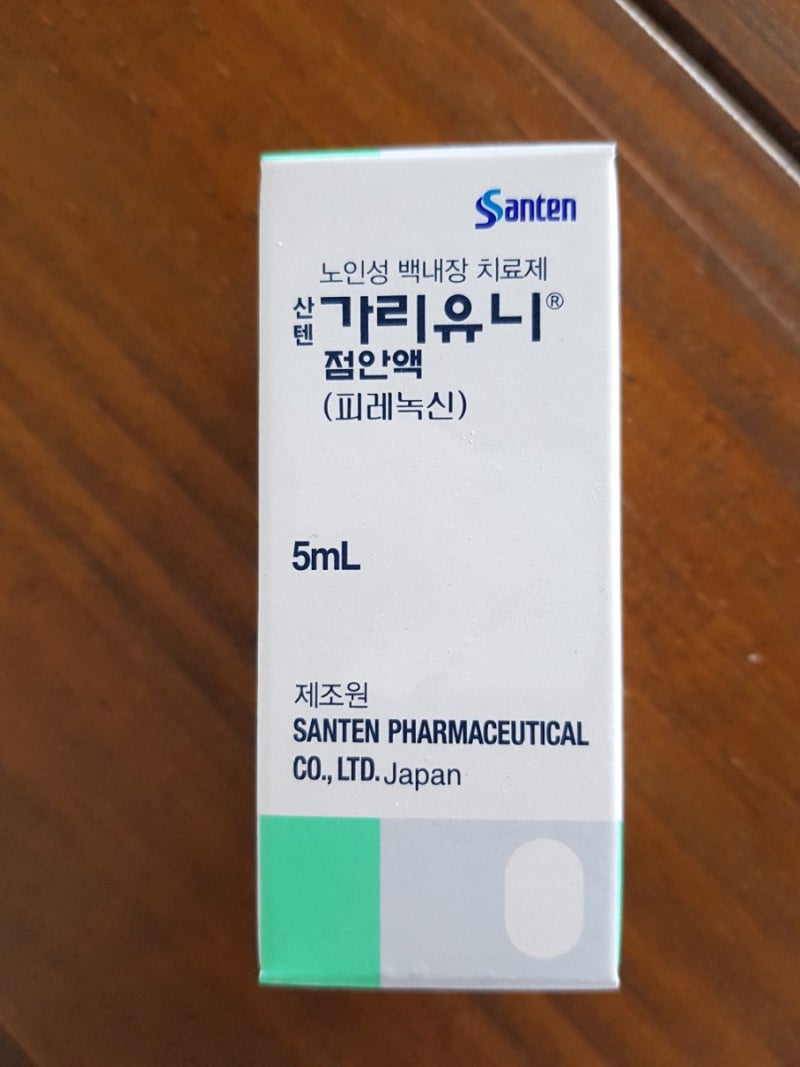 Santen
노인성 백내장 치료제
산텐 가리유니®
점안액
(피레녹신)
5mL
제조원
SANTEN PHARMACEUTICAL
CO., LTD. Japan